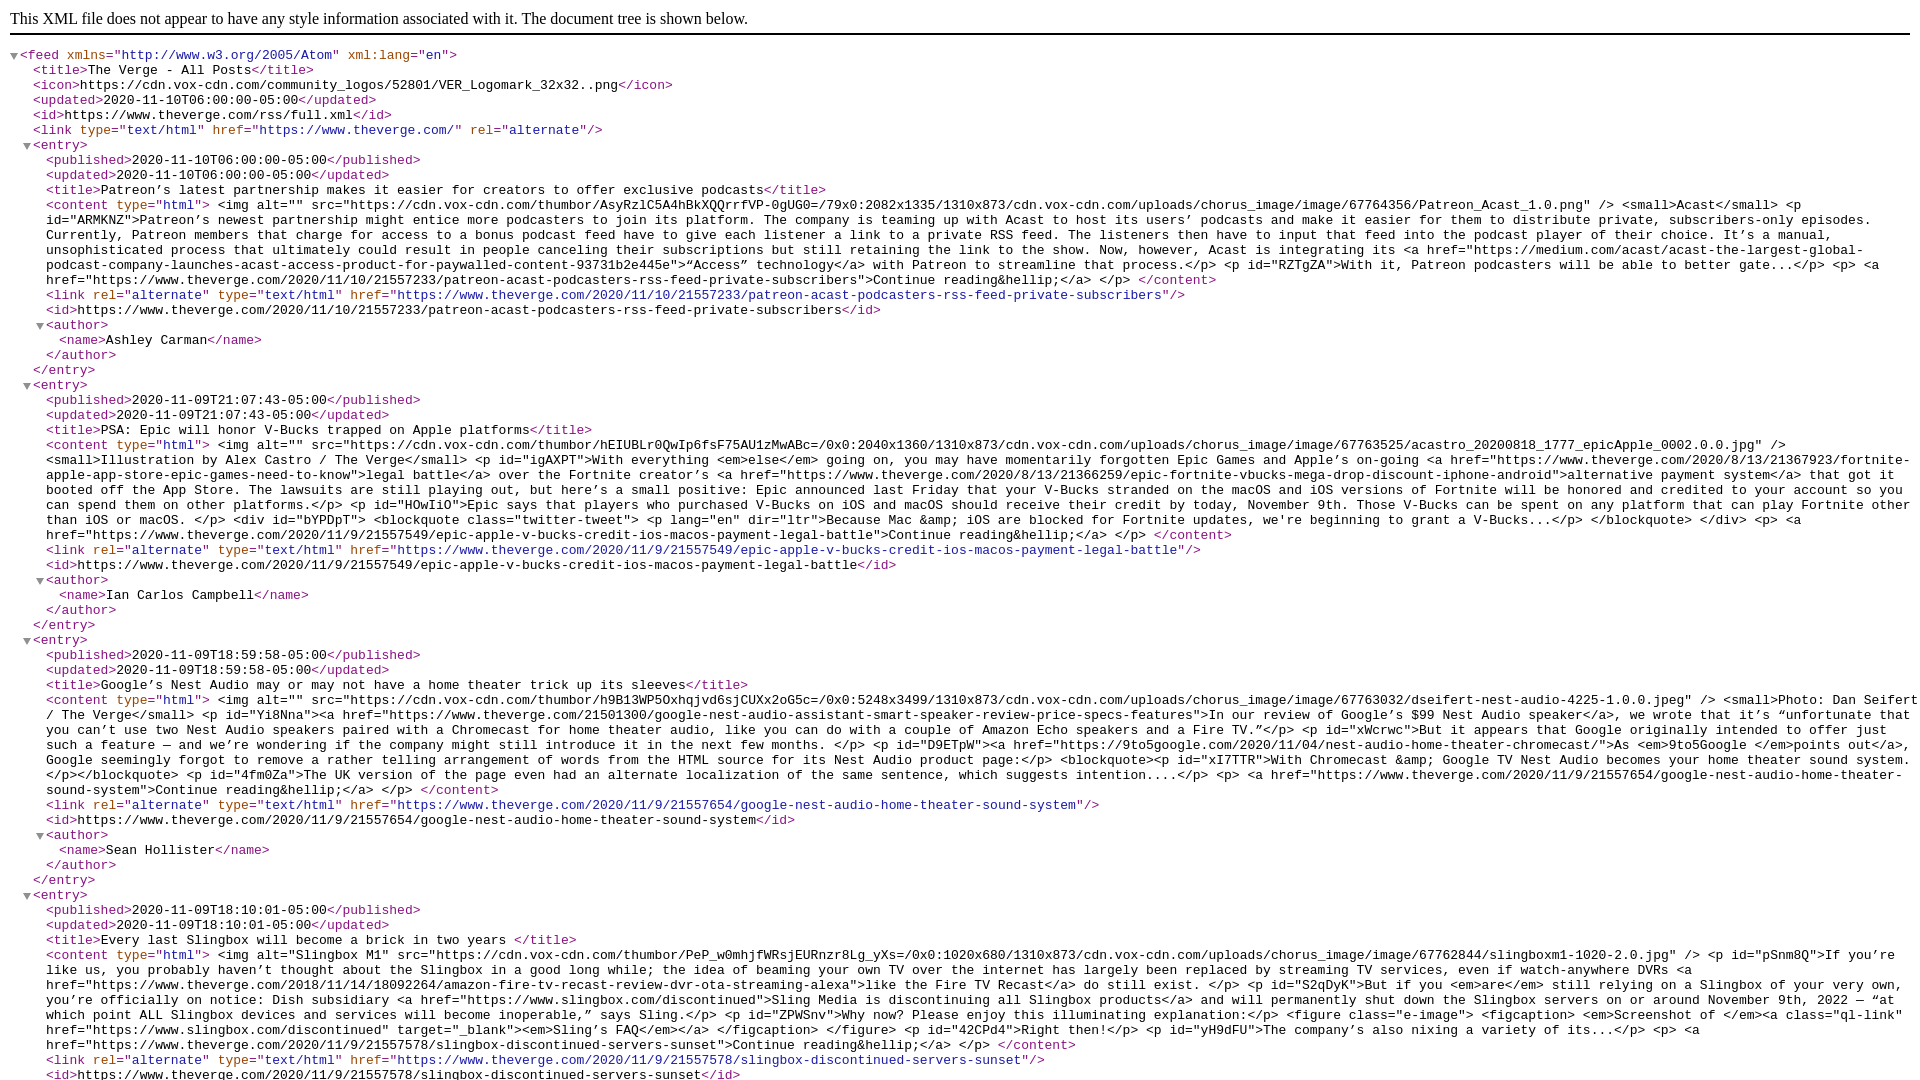 This XML file does not appear to have any style information associated with it. The document tree is shown below.
<feed xmlns="http://www.w3.org/2005/Atom" xml:lang="en">
<title>The Verge - All Posts</title>
<icon>https://cdn.vox-cdn.com/community_logos/52801/VER_Logomark_32x32..png</icon>
<updated>2020-11-10T06:00:00-05:00</updated>
<id>https://www.theverge.com/rss/full.xml</id>
<link type="text/html" href="https://www.theverge.com/" rel="alternate"/>
<entry>
<published>2020-11-10T06:00:00-05:00</published>
<updated>2020-11-10T06:00:00-05:00</updated>
<title>Patreon’s latest partnership makes it easier for creators to offer exclusive podcasts</title>
<content type="html"> <img alt="" src="https://cdn.vox-cdn.com/thumbor/AsyRzlC5A4hBkXQQrrfVP-0gUG0=/79x0:2082x1335/1310x873/cdn.vox-cdn.com/uploads/chorus_image/image/67764356/Patreon_Acast_1.0.png" /> <small>Acast</small> <p
id="ARMKNZ">Patreon’s newest partnership might entice more podcasters to join its platform. The company is teaming up with Acast to host its users’ podcasts and make it easier for them to distribute private, subscribers-only episodes.
Currently, Patreon members that charge for access to a bonus podcast feed have to give each listener a link to a private RSS feed. The listeners then have to input that feed into the podcast player of their choice. It’s a manual,
unsophisticated process that ultimately could result in people canceling their subscriptions but still retaining the link to the show. Now, however, Acast is integrating its <a href="https://medium.com/acast/acast-the-largest-global-
podcast-company-launches-acast-access-product-for-paywalled-content-93731b2e445e">“Access” technology</a> with Patreon to streamline that process.</p> <p id="RZTgZA">With it, Patreon podcasters will be able to better gate...</p> <p> <a
href="https://www.theverge.com/2020/11/10/21557233/patreon-acast-podcasters-rss-feed-private-subscribers">Continue reading&hellip;</a> </p> </content>
<link rel="alternate" type="text/html" href="https://www.theverge.com/2020/11/10/21557233/patreon-acast-podcasters-rss-feed-private-subscribers"/>
<id>https://www.theverge.com/2020/11/10/21557233/patreon-acast-podcasters-rss-feed-private-subscribers</id>
<author>
<name>Ashley Carman</name>
</author>
</entry>
<entry>
<published>2020-11-09T21:07:43-05:00</published>
<updated>2020-11-09T21:07:43-05:00</updated>
<title>PSA: Epic will honor V-Bucks trapped on Apple platforms</title>
<content type="html"> <img alt="" src="https://cdn.vox-cdn.com/thumbor/hEIUBLr0QwIp6fsF75AU1zMwABc=/0x0:2040x1360/1310x873/cdn.vox-cdn.com/uploads/chorus_image/image/67763525/acastro_20200818_1777_epicApple_0002.0.0.jpg" />
<small>Illustration by Alex Castro / The Verge</small> <p id="igAXPT">With everything <em>else</em> going on, you may have momentarily forgotten Epic Games and Apple’s on-going <a href="https://www.theverge.com/2020/8/13/21367923/fortnite-
apple-app-store-epic-games-need-to-know">legal battle</a> over the Fortnite creator’s <a href="https://www.theverge.com/2020/8/13/21366259/epic-fortnite-vbucks-mega-drop-discount-iphone-android">alternative payment system</a> that got it
booted off the App Store. The lawsuits are still playing out, but here’s a small positive: Epic announced last Friday that your V-Bucks stranded on the macOS and iOS versions of Fortnite will be honored and credited to your account so you
can spend them on other platforms.</p> <p id="HOwIiO">Epic says that players who purchased V-Bucks on iOS and macOS should receive their credit by today, November 9th. Those V-Bucks can be spent on any platform that can play Fortnite other
than iOS or macOS. </p> <div id="bYPDpT"> <blockquote class="twitter-tweet"> <p lang="en" dir="ltr">Because Mac &amp; iOS are blocked for Fortnite updates, we're beginning to grant a V-Bucks...</p> </blockquote> </div> <p> <a
href="https://www.theverge.com/2020/11/9/21557549/epic-apple-v-bucks-credit-ios-macos-payment-legal-battle">Continue reading&hellip;</a> </p> </content>
<link rel="alternate" type="text/html" href="https://www.theverge.com/2020/11/9/21557549/epic-apple-v-bucks-credit-ios-macos-payment-legal-battle"/>
<id>https://www.theverge.com/2020/11/9/21557549/epic-apple-v-bucks-credit-ios-macos-payment-legal-battle</id>
<author>
<name>Ian Carlos Campbell</name>
</author>
</entry>
<entry>
<published>2020-11-09T18:59:58-05:00</published>
<updated>2020-11-09T18:59:58-05:00</updated>
<title>Google’s Nest Audio may or may not have a home theater trick up its sleeves</title>
<content type="html"> <img alt="" src="https://cdn.vox-cdn.com/thumbor/h9B13WP5Oxhqjvd6sjCUXx2oG5c=/0x0:5248x3499/1310x873/cdn.vox-cdn.com/uploads/chorus_image/image/67763032/dseifert-nest-audio-4225-1.0.0.jpeg" /> <small>Photo: Dan Seifert
/ The Verge</small> <p id="Yi8Nna"><a href="https://www.theverge.com/21501300/google-nest-audio-assistant-smart-speaker-review-price-specs-features">In our review of Google’s $99 Nest Audio speaker</a>, we wrote that it’s “unfortunate that
you can’t use two Nest Audio speakers paired with a Chromecast for home theater audio, like you can do with a couple of Amazon Echo speakers and a Fire TV.”</p> <p id="xWcrwc">But it appears that Google originally intended to offer just
such a feature — and we’re wondering if the company might still introduce it in the next few months. </p> <p id="D9ETpW"><a href="https://9to5google.com/2020/11/04/nest-audio-home-theater-chromecast/">As <em>9to5Google </em>points out</a>,
Google seemingly forgot to remove a rather telling arrangement of words from the HTML source for its Nest Audio product page:</p> <blockquote><p id="xI7TTR">With Chromecast &amp; Google TV Nest Audio becomes your home theater sound system.
</p></blockquote> <p id="4fm0Za">The UK version of the page even had an alternate localization of the same sentence, which suggests intention....</p> <p> <a href="https://www.theverge.com/2020/11/9/21557654/google-nest-audio-home-theater-
sound-system">Continue reading&hellip;</a> </p> </content>
<link rel="alternate" type="text/html" href="https://www.theverge.com/2020/11/9/21557654/google-nest-audio-home-theater-sound-system"/>
<id>https://www.theverge.com/2020/11/9/21557654/google-nest-audio-home-theater-sound-system</id>
<author>
<name>Sean Hollister</name>
</author>
</entry>
<entry>
<published>2020-11-09T18:10:01-05:00</published>
<updated>2020-11-09T18:10:01-05:00</updated>
<title>Every last Slingbox will become a brick in two years </title>
<content type="html"> <img alt="Slingbox M1" src="https://cdn.vox-cdn.com/thumbor/PeP_w0mhjfWRsjEURnzr8Lg_yXs=/0x0:1020x680/1310x873/cdn.vox-cdn.com/uploads/chorus_image/image/67762844/slingboxm1-1020-2.0.jpg" /> <p id="pSnm8Q">If you’re
like us, you probably haven’t thought about the Slingbox in a good long while; the idea of beaming your own TV over the internet has largely been replaced by streaming TV services, even if watch-anywhere DVRs <a
href="https://www.theverge.com/2018/11/14/18092264/amazon-fire-tv-recast-review-dvr-ota-streaming-alexa">like the Fire TV Recast</a> do still exist. </p> <p id="S2qDyK">But if you <em>are</em> still relying on a Slingbox of your very own,
you’re officially on notice: Dish subsidiary <a href="https://www.slingbox.com/discontinued">Sling Media is discontinuing all Slingbox products</a> and will permanently shut down the Slingbox servers on or around November 9th, 2022 — “at
which point ALL Slingbox devices and services will become inoperable,” says Sling.</p> <p id="ZPWSnv">Why now? Please enjoy this illuminating explanation:</p> <figure class="e-image"> <figcaption> <em>Screenshot of </em><a class="ql-link"
href="https://www.slingbox.com/discontinued" target="_blank"><em>Sling’s FAQ</em></a> </figcaption> </figure> <p id="42CPd4">Right then!</p> <p id="yH9dFU">The company’s also nixing a variety of its...</p> <p> <a
href="https://www.theverge.com/2020/11/9/21557578/slingbox-discontinued-servers-sunset">Continue reading&hellip;</a> </p> </content>
<link rel="alternate" type="text/html" href="https://www.theverge.com/2020/11/9/21557578/slingbox-discontinued-servers-sunset"/>
<id>https://www.theverge.com/2020/11/9/21557578/slingbox-discontinued-servers-sunset</id>